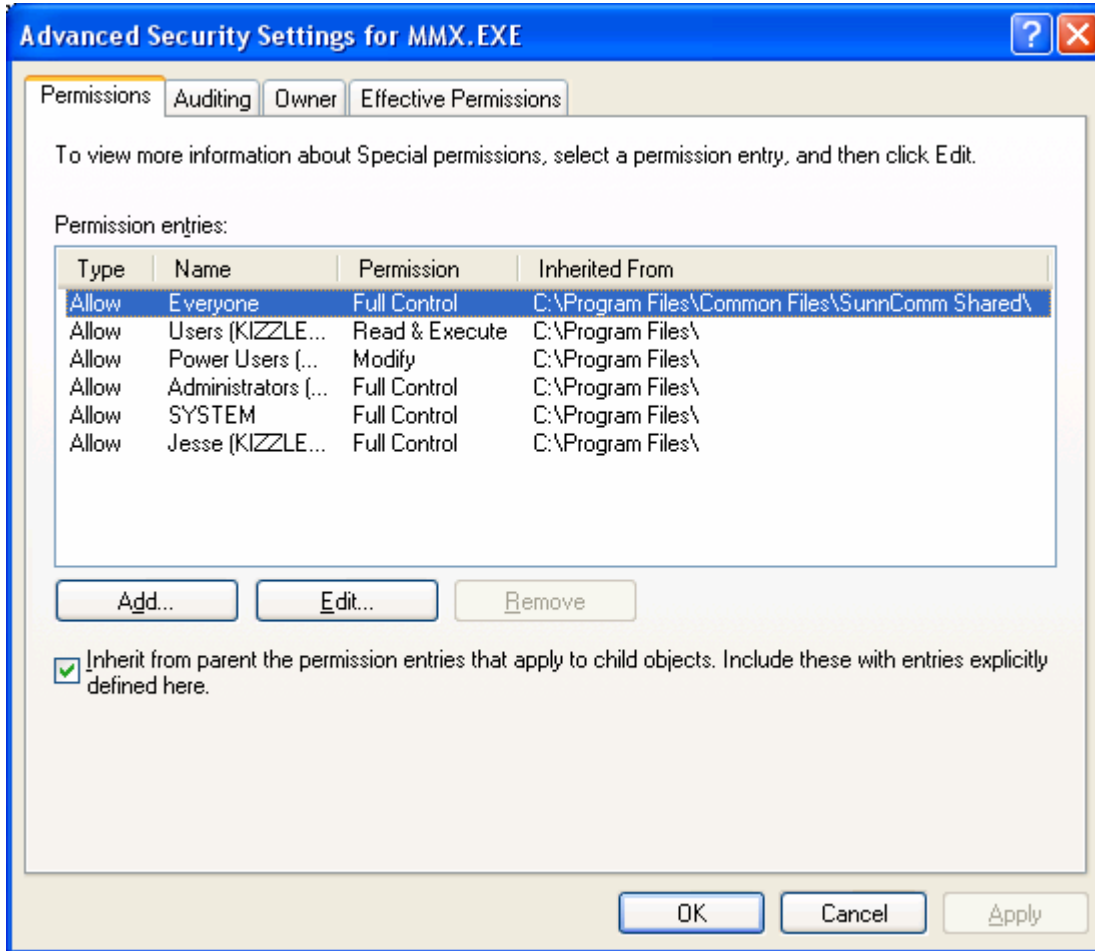 Advanced Security Settings for MMX.EXE
Permissions Auditing Owner Effective Permissions
To view more information about Special permissions, select a permission entry, and then click Edit.
Permission entries:
Type Name Permission Inherited From
Allow Everyone Full Control C:\Program Files\Common Files\SunnComm Shared\
Allow Users (KIZZLE... Read & Execute C:\Program Files\
Allow Power Users (... Modify C:\Program Files\
Allow Administrators (... Full Control C:\Program Files\
Allow SYSTEM Full Control C:\Program Files\
Allow Jesse (KIZZLE... Full Control C:\Program Files\
Add... Edit... Remove
Inherit from parent the permission entries that apply to child objects. Include these with entries explicitly
defined here.
OK Cancel Apply